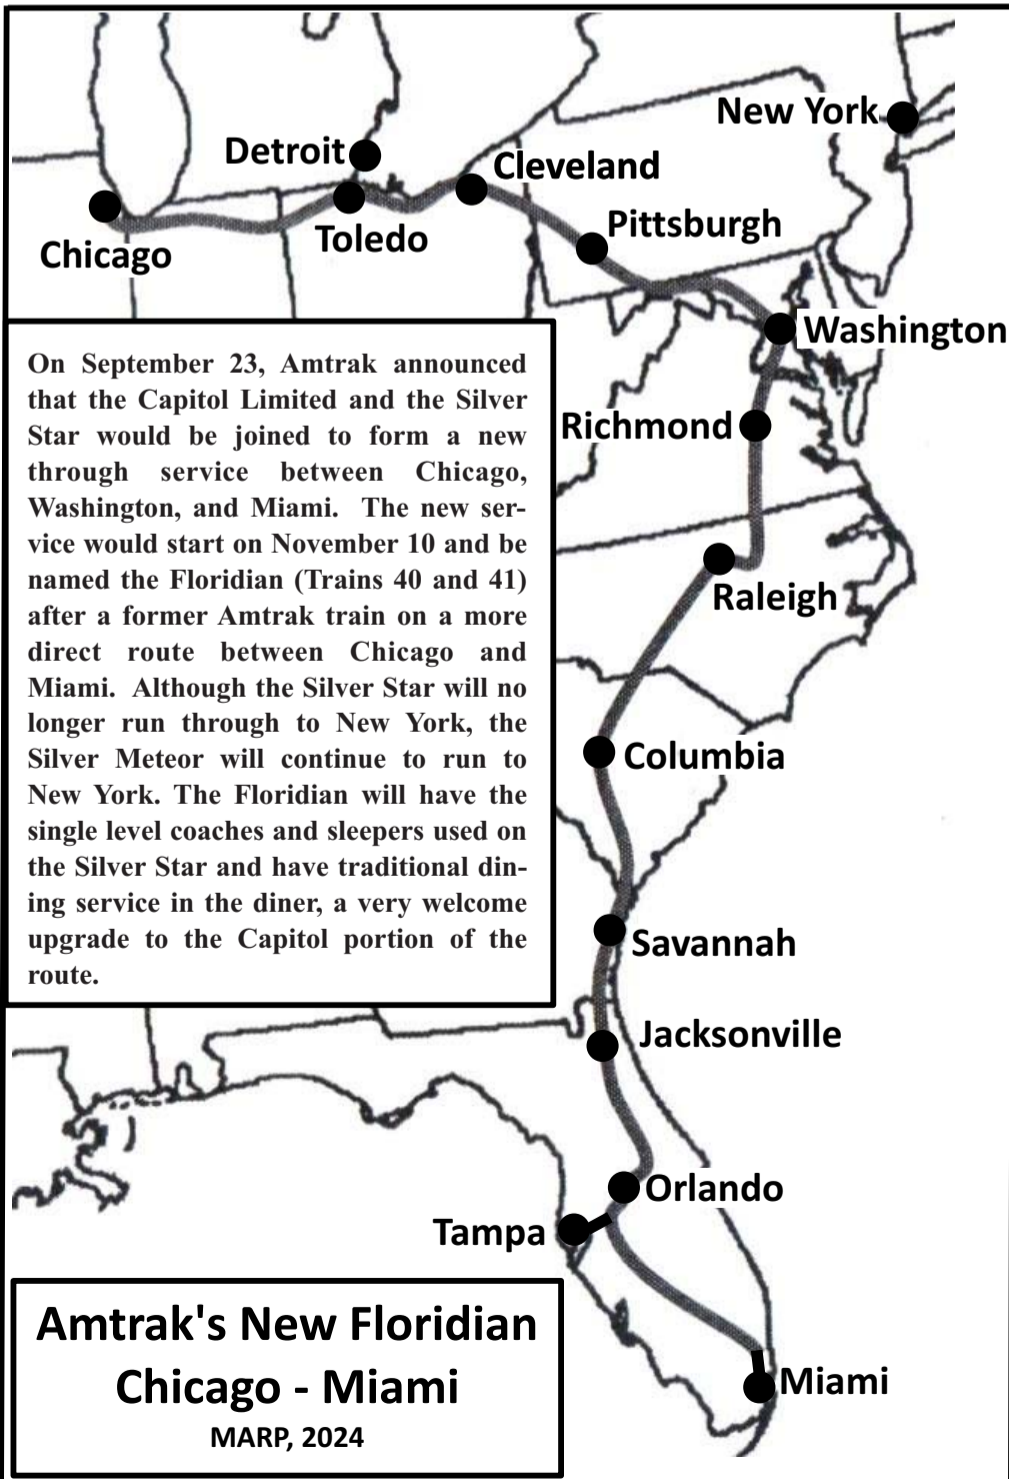 New York
Detroit
Cleveland
Pittsburgh
Chicago
Toledo
Washington
Richmond
Raleigh
Columbia
Savannah
Jacksonville
Orlando
Tampa
Miami
On September 23, Amtrak announced
that the Capitol Limited and the Silver
Star would be joined to form a new
through service between Chicago,
Washington, and Miami. The new ser-
vice would start on November 10 and be
named the Floridian (Trains 40 and 41)
after a former Amtrak train on a more
direct route between Chicago and
Miami. Although the Silver Star will no
longer run through to New York, the
Silver Meteor will continue to run to
New York. The Floridian will have the
single level coaches and sleepers used on
the Silver Star and have traditional din-
ing service in the diner, a very welcome
upgrade to the Capitol portion of the
route.
Amtrak's New Floridian
Chicago - Miami
MARP, 2024